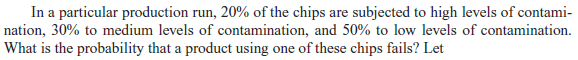 In a particular production run, 20% of the chips are subjected to high levels of contami-
nation, 30% to medium levels of contamination, and 50% to low levels of contamination.
What is the probability that a product using one of these chips fails? Let